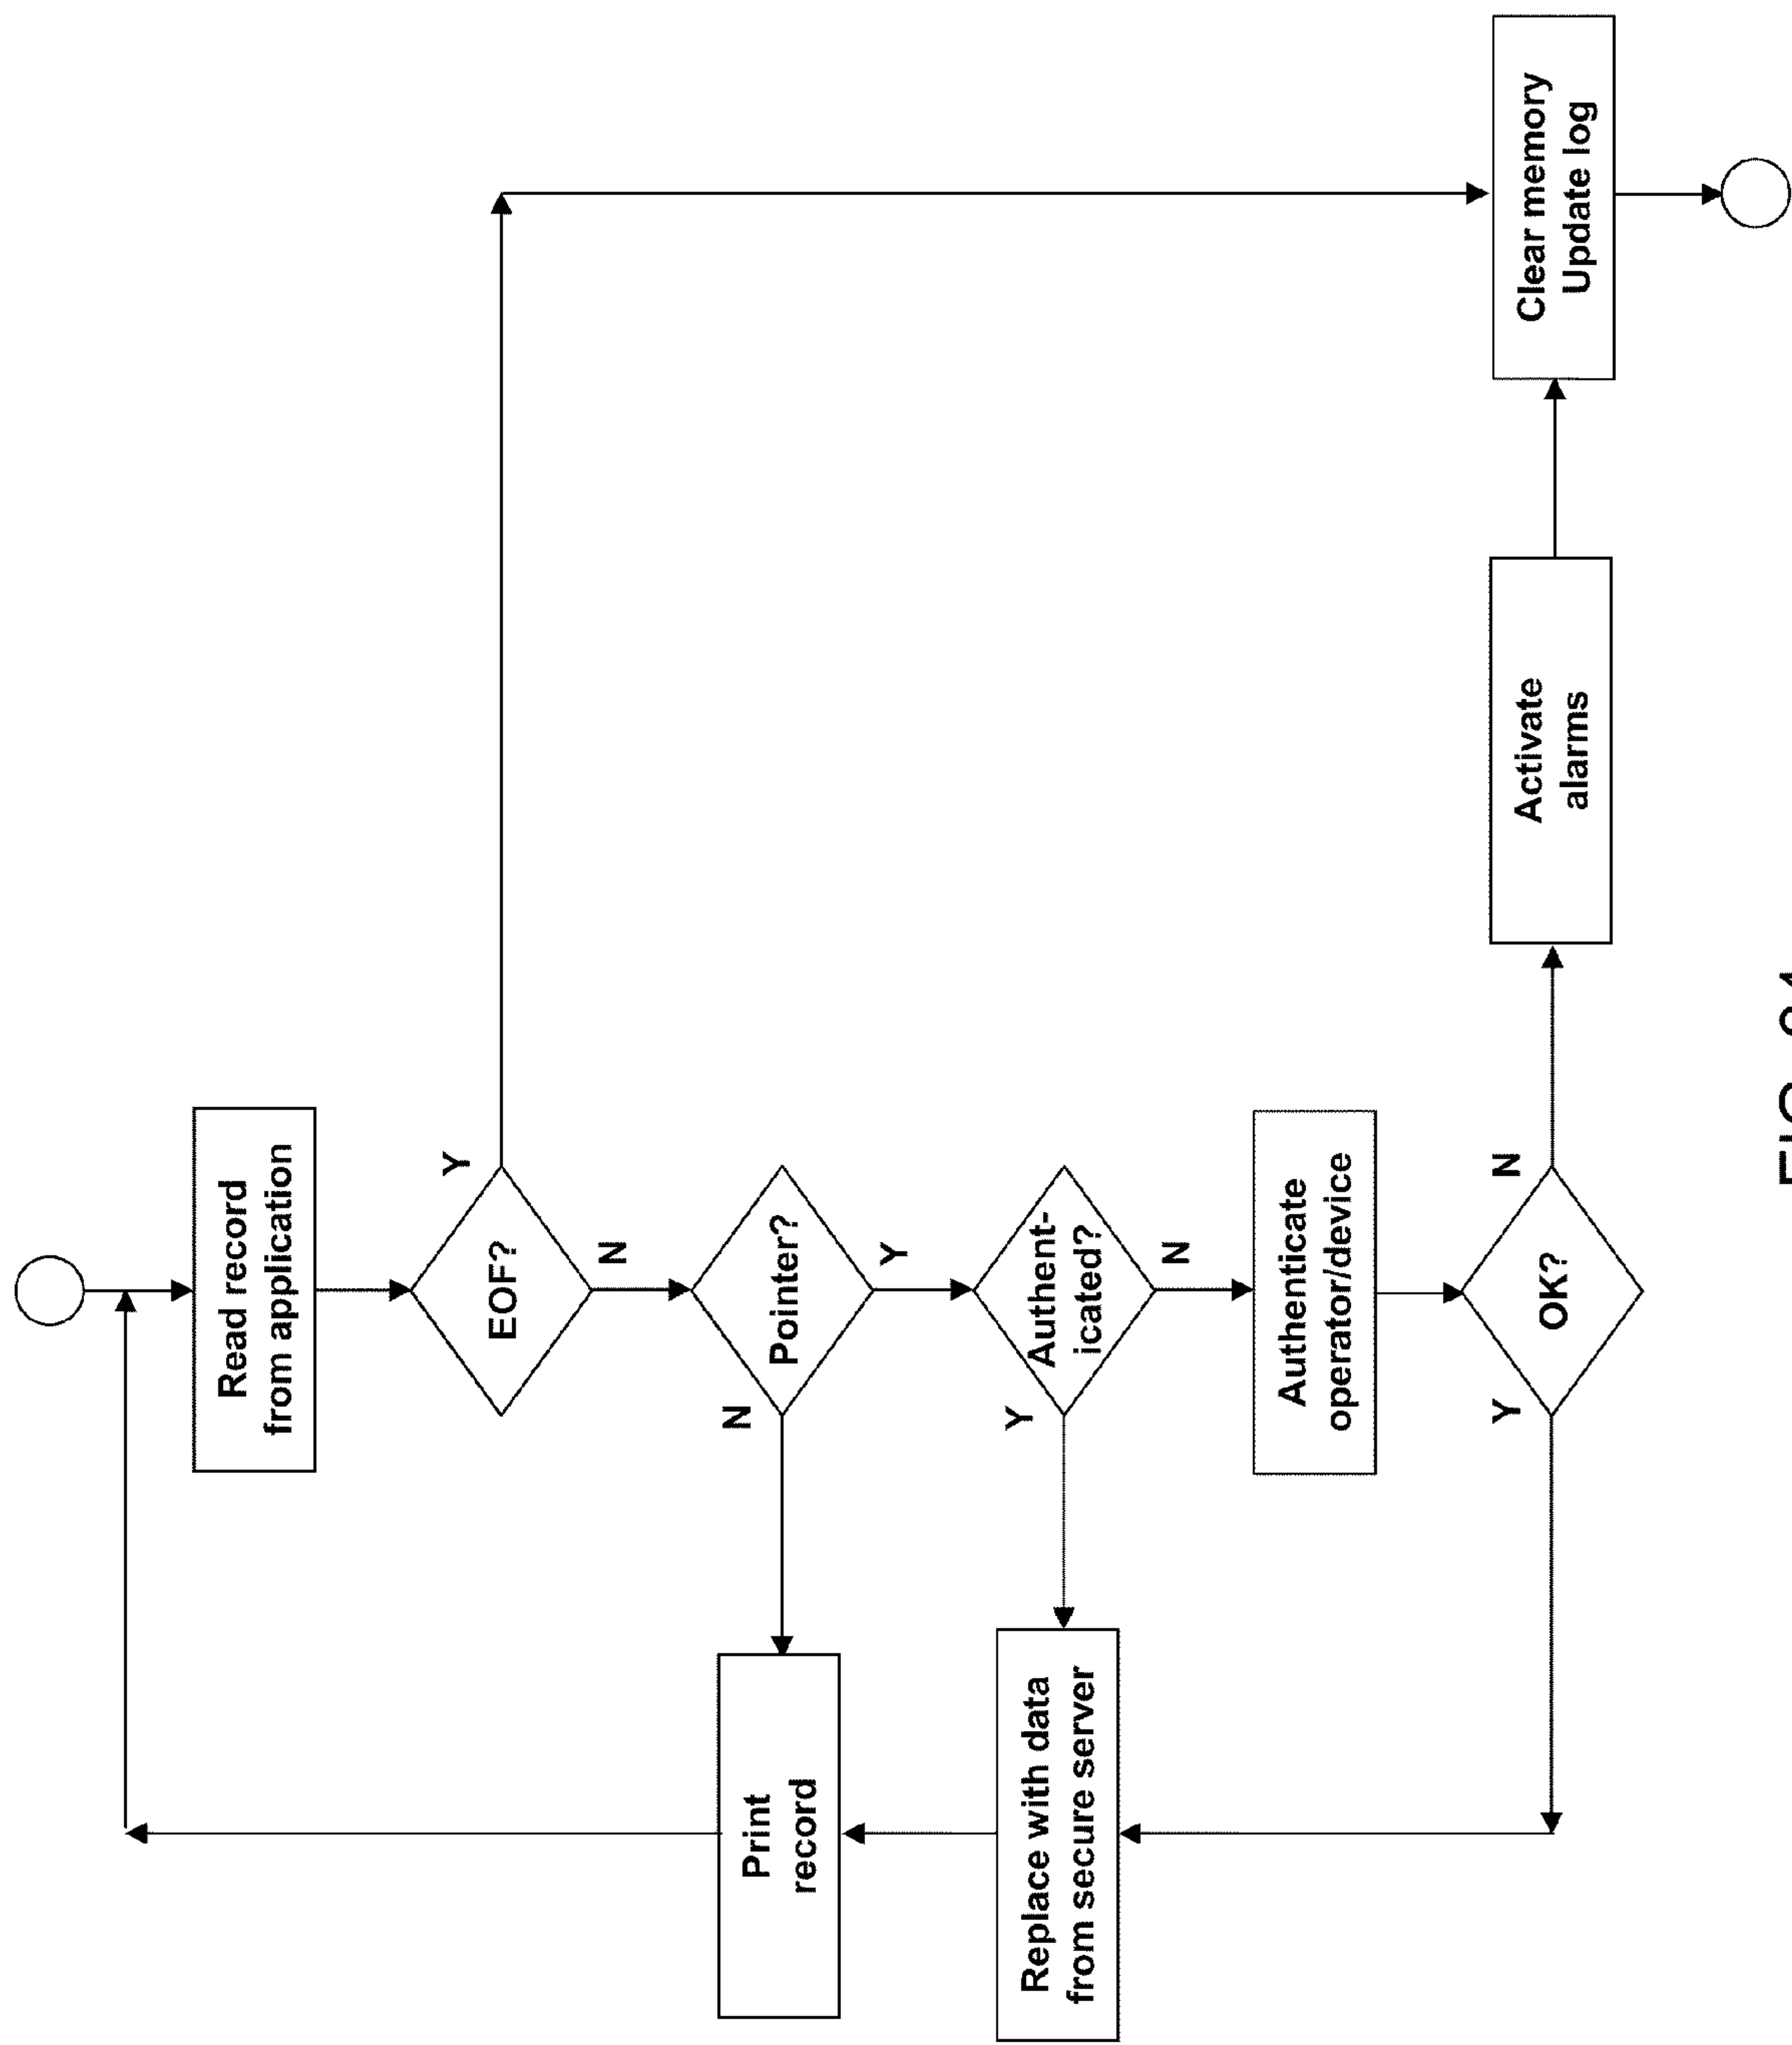 Read record
from application
EOF?
Y
N
Pointer?
N
Y
Print
record
Authent-
icated?
Y
N
Replace with data
from secure server
Authenticate
operator/device
OK?
Y
N
Activate
alarms
Clear memory
Update log